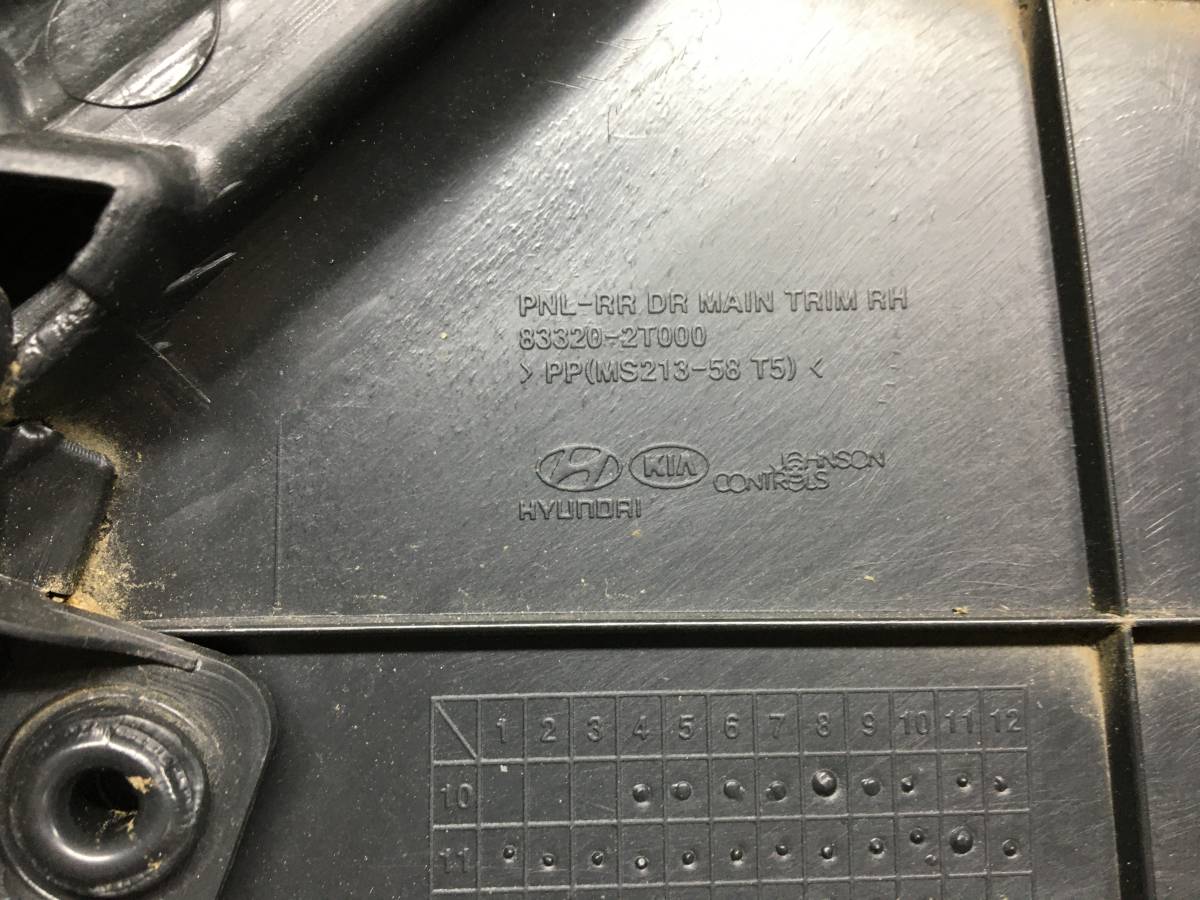 PNL-RR DR MAIN TRIM RH
83320-2T000
> PP(MS213-58 T5) <
KIA
JOHNSON
CONTROLS
HYUNDAI
1 2 3 4 5 6 7 8 9 10 11 12
10
11